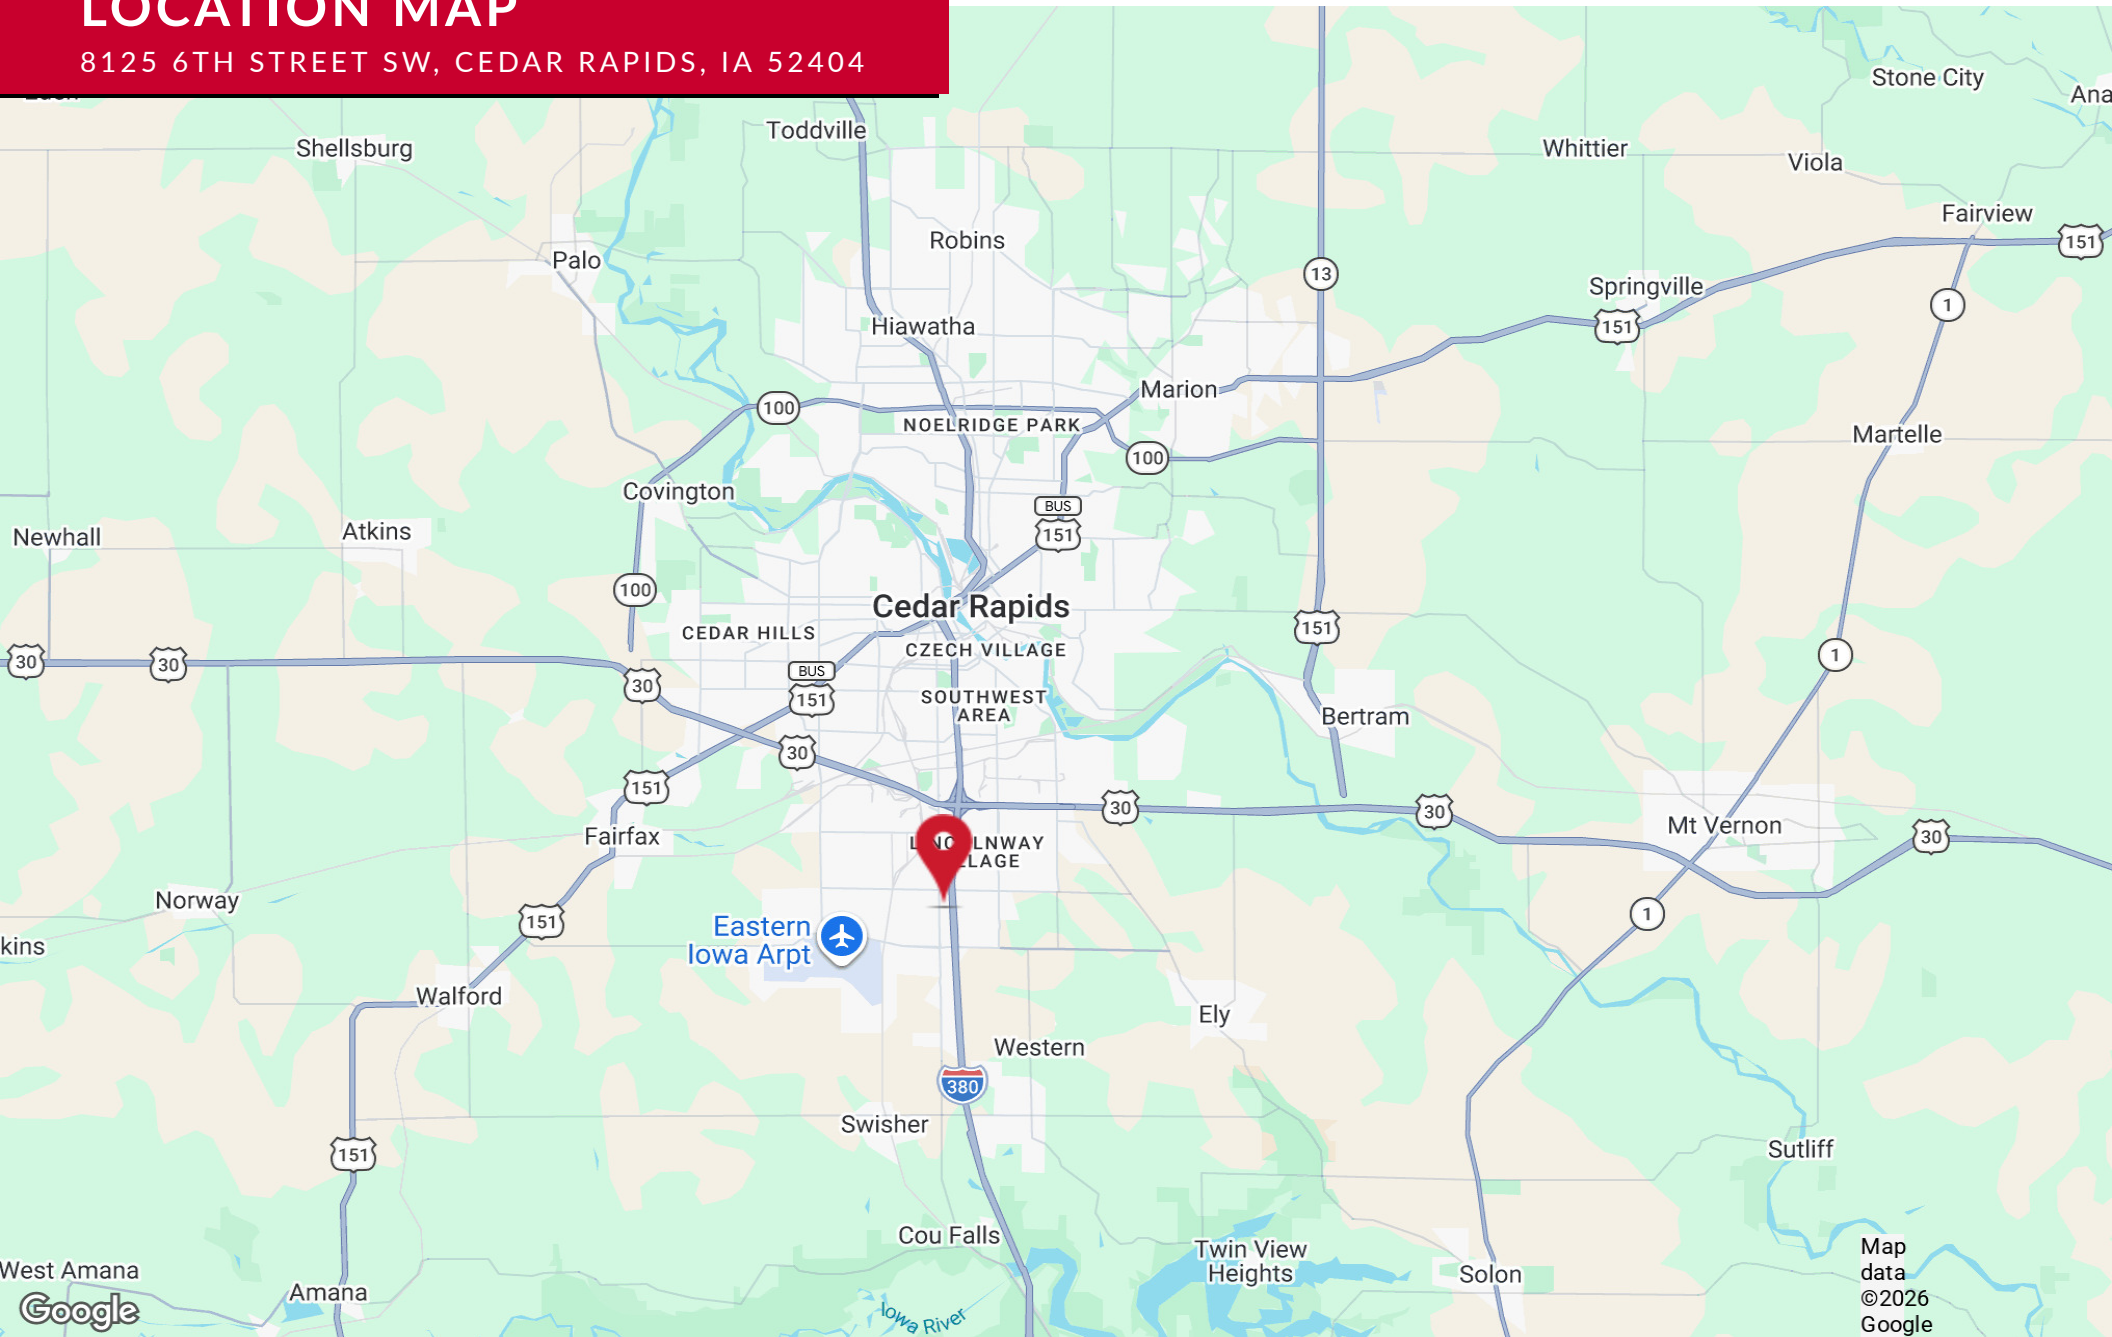 LOCATION MAP
8125 6TH STREET SW, CEDAR RAPIDS, IA 52404
Stone City
Ana
Toddville
Shellsburg
Whittier
Viola
Fairview
Robins
151
Palo
13
Springville
1
Hiawatha
151
Marion
100
NOELRIDGE PARK
Martelle
100
Covington
BUS
151
Newhall
Atkins
100
Cedar Rapids
CEDAR HILLS
151
CZECH VILLAGE
1
30
30
30
BUS
151
SOUTHWEST
AREA
Bertram
30
151
30
30
Mt Vernon
30
Fairfax
Norway
151
1
Eastern
Iowa Arpt
kins
Walford
Ely
Western
380
Swisher
151
Sutliff
Cou Falls
Twin View
Heights
Solon
West Amana
Amana
Iowa River
Google
Map
data
©2026
Google